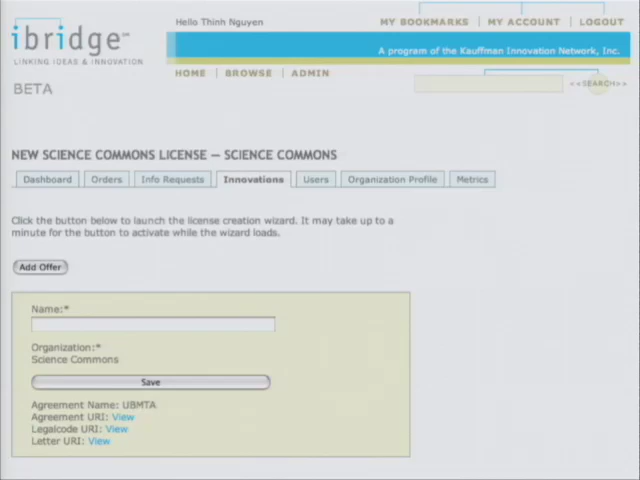 ibridge℠
LINKING IDEAS & INNOVATION
BETA
Hello Thinh Nguyen
MY BOOKMARKS | MY ACCOUNT | LOGOUT
A program of the Kauffman Innovation Network, Inc.
HOME | BROWSE | ADMIN
<<SEARCH>>
NEW SCIENCE COMMONS LICENSE — SCIENCE COMMONS
Dashboard Orders Info Requests Innovations Users Organization Profile Metrics
Click the button below to launch the license creation wizard. It may take up to a
minute for the button to activate while the wizard loads.
Add Offer
Name:*
Organization:*
Science Commons
Save
Agreement Name: UBMTA
Agreement URI: View
Legalcode URI: View
Letter URI: View